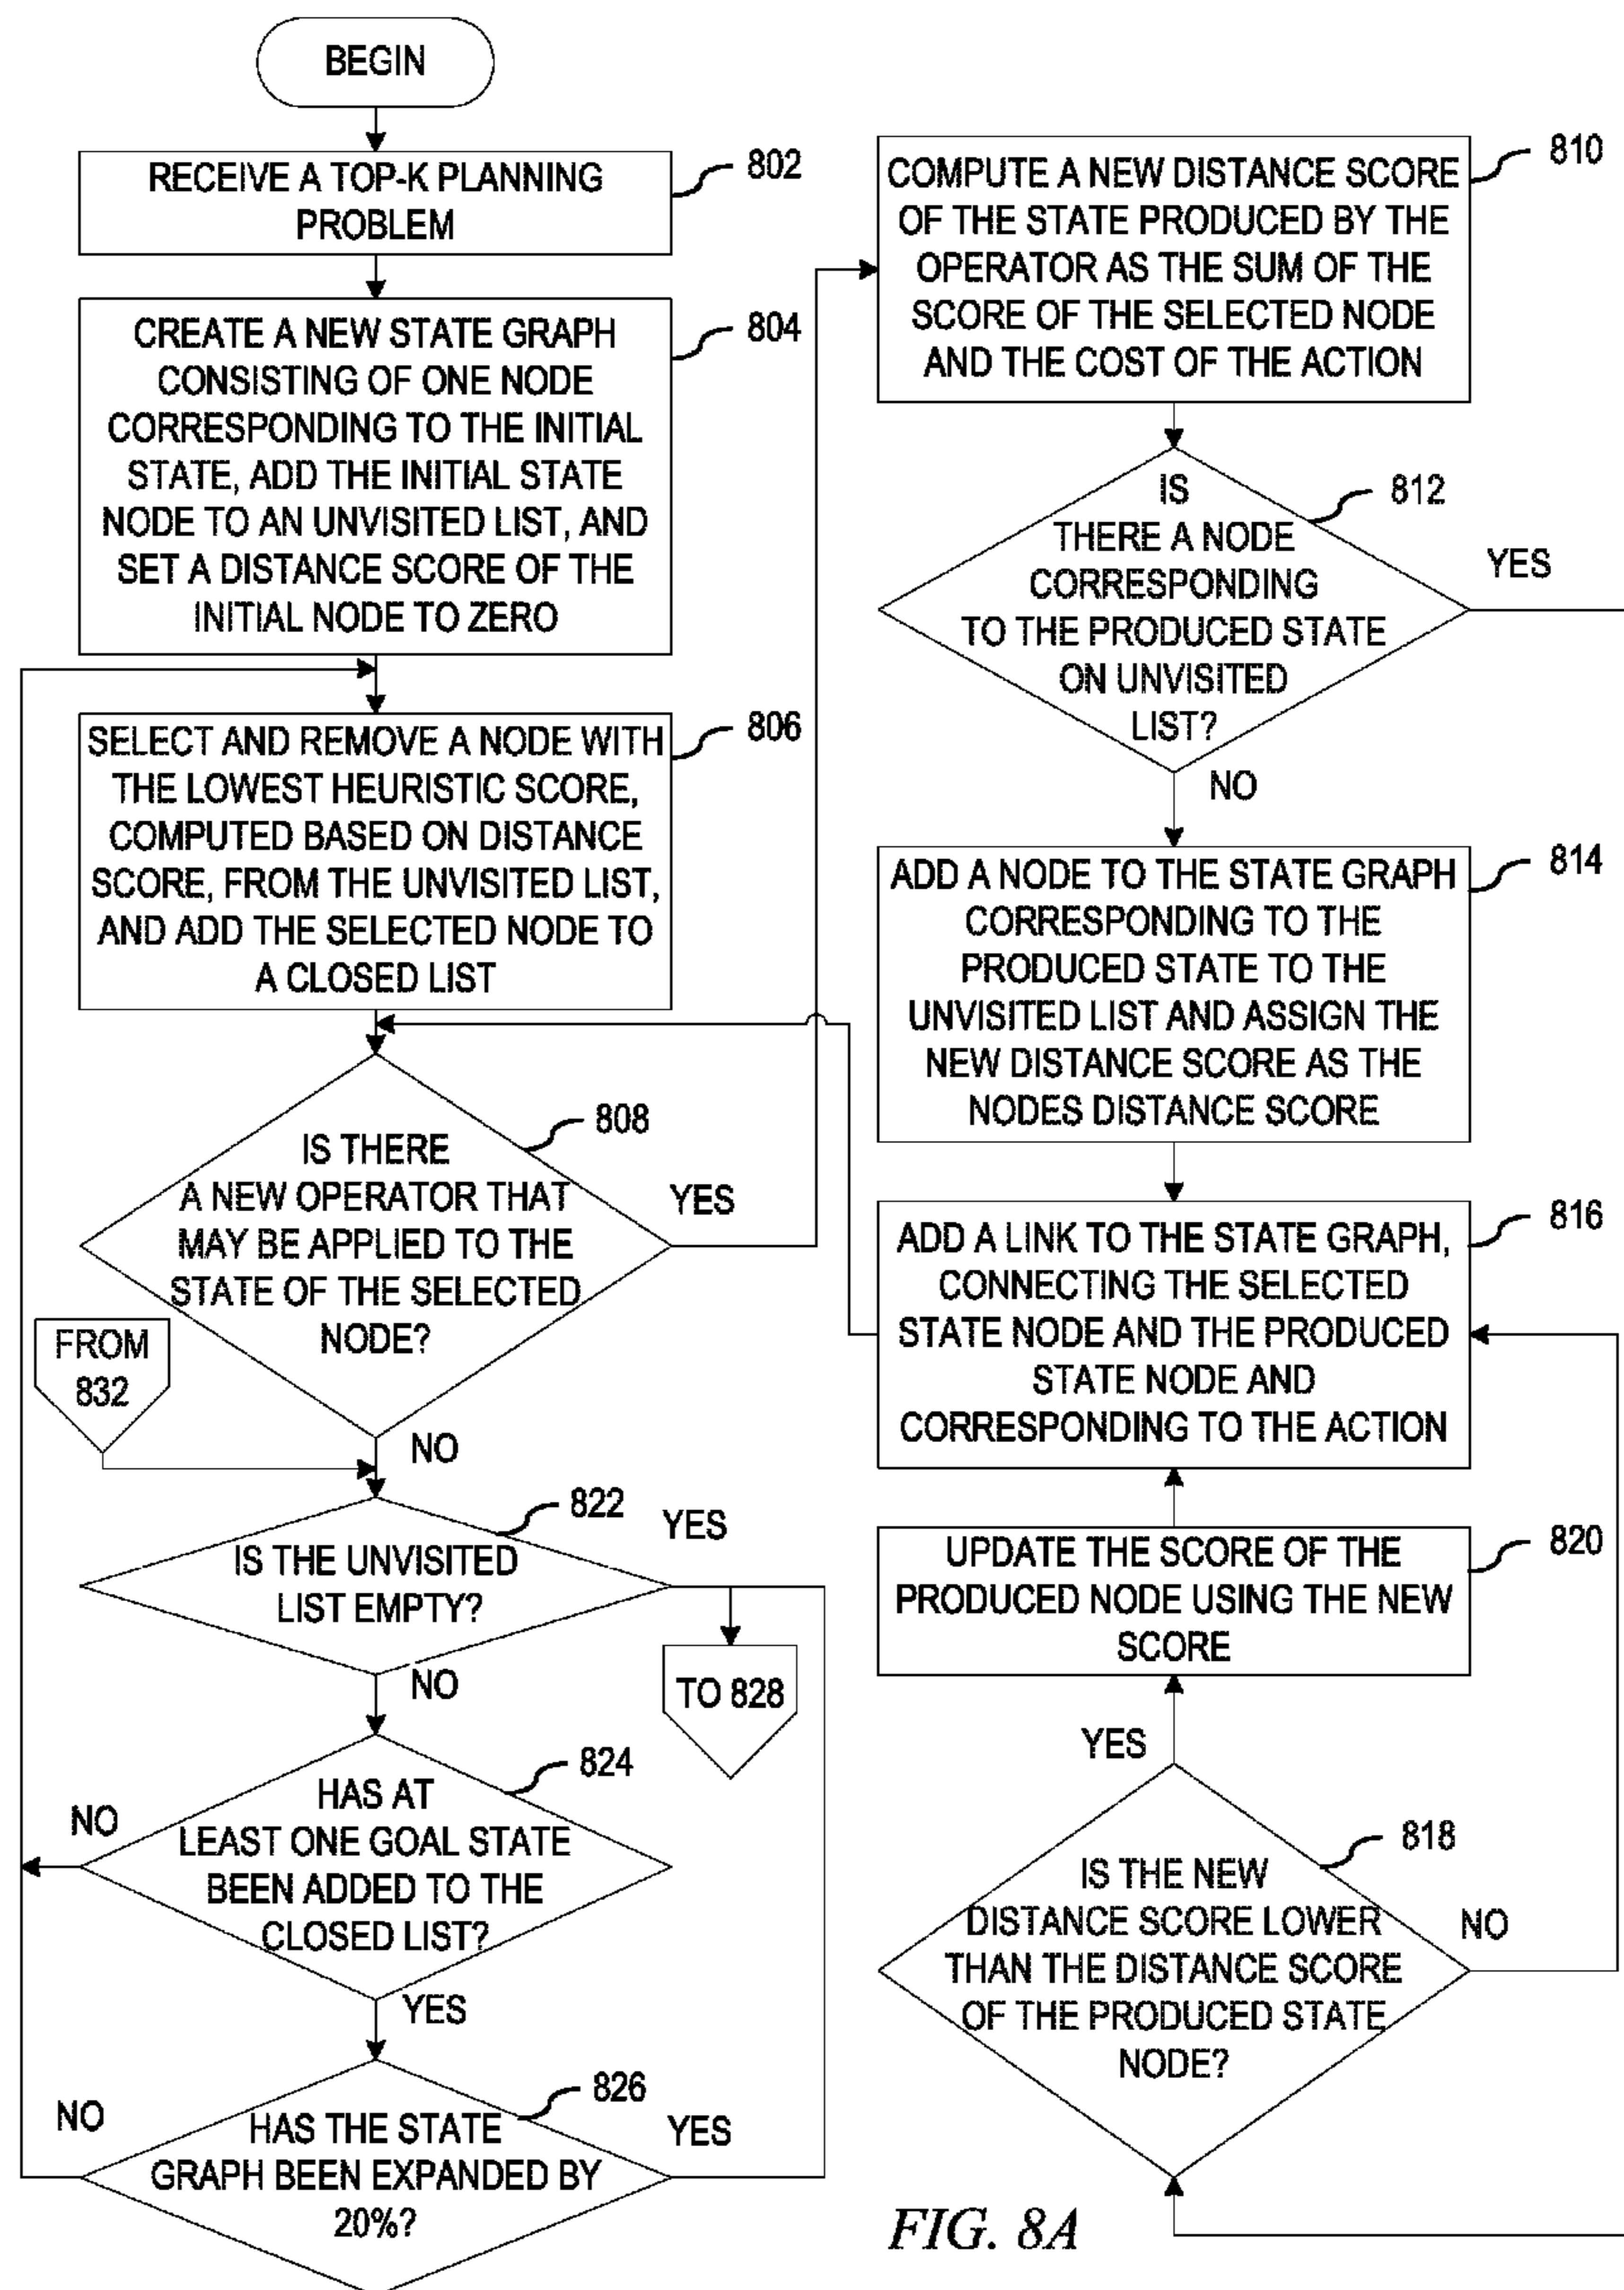 BEGIN
RECEIVE A TOP-K PLANNING
PROBLEM
802
CREATE A NEW STATE GRAPH
CONSISTING OF ONE NODE
CORRESPONDING TO THE INITIAL
STATE, ADD THE INITIAL STATE
NODE TO AN UNVISITED LIST, AND
SET A DISTANCE SCORE OF THE
INITIAL NODE TO ZERO
804
SELECT AND REMOVE A NODE WITH
THE LOWEST HEURISTIC SCORE,
COMPUTED BASED ON DISTANCE
SCORE, FROM THE UNVISITED LIST,
AND ADD THE SELECTED NODE TO
A CLOSED LIST
806
IS THERE
A NEW OPERATOR THAT
MAY BE APPLIED TO THE
STATE OF THE SELECTED
NODE?
808
YES
NO
FROM
832
IS THE UNVISITED
LIST EMPTY?
822
YES
NO
TO 828
HAS AT
LEAST ONE GOAL STATE
BEEN ADDED TO THE
CLOSED LIST?
824
NO
YES
HAS THE STATE
GRAPH BEEN EXPANDED BY
20%?
826
NO
YES
COMPUTE A NEW DISTANCE SCORE
OF THE STATE PRODUCED BY THE
OPERATOR AS THE SUM OF THE
SCORE OF THE SELECTED NODE
AND THE COST OF THE ACTION
810
IS
THERE A NODE
CORRESPONDING
TO THE PRODUCED STATE
ON UNVISITED
LIST?
812
YES
NO
ADD A NODE TO THE STATE GRAPH
CORRESPONDING TO THE
PRODUCED STATE TO THE
UNVISITED LIST AND ASSIGN THE
NEW DISTANCE SCORE AS THE
NODES DISTANCE SCORE
814
ADD A LINK TO THE STATE GRAPH,
CONNECTING THE SELECTED
STATE NODE AND THE PRODUCED
STATE NODE AND
CORRESPONDING TO THE ACTION
816
UPDATE THE SCORE OF THE
PRODUCED NODE USING THE NEW
SCORE
820
YES
IS THE NEW
DISTANCE SCORE LOWER
THAN THE DISTANCE SCORE
OF THE PRODUCED STATE
NODE?
818
NO
FIG. 8A